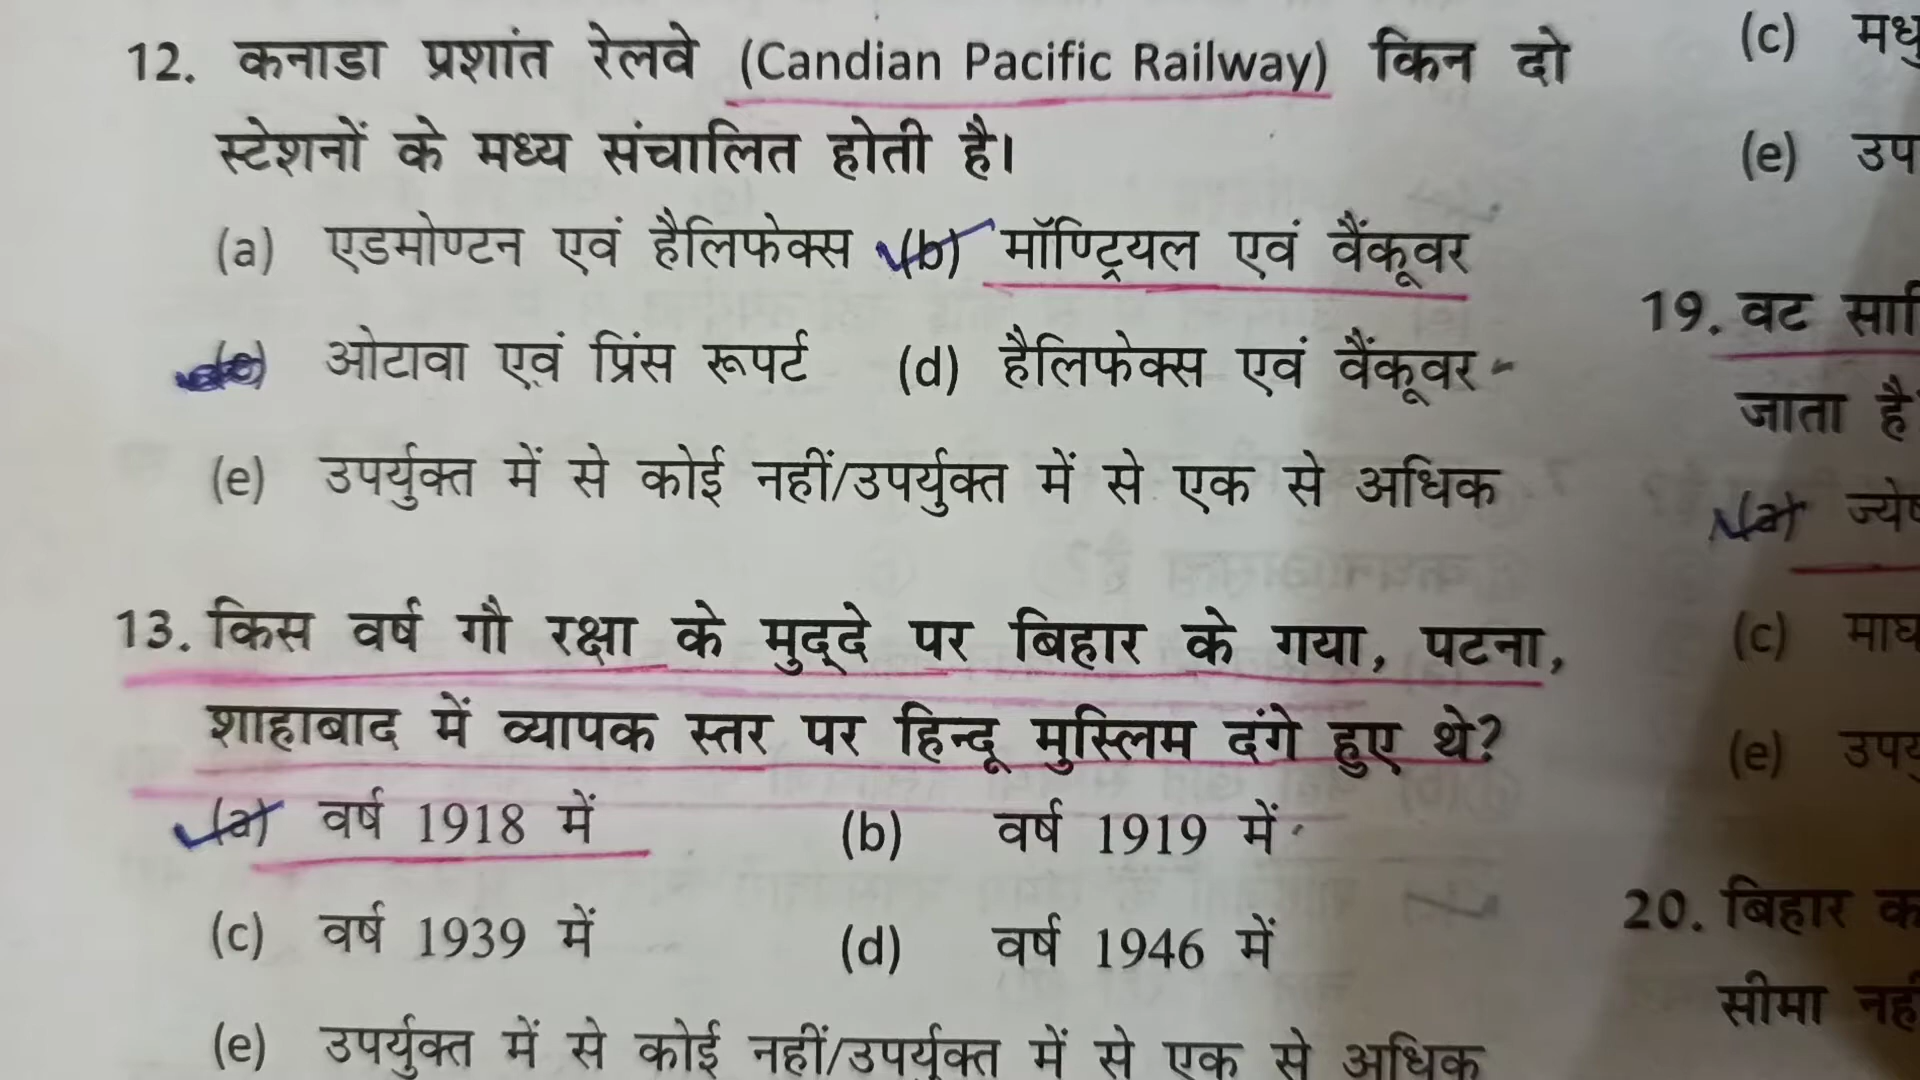 12. कनाडा प्रशांत रेलवे (Candian Pacific Railway) किन दो
स्टेशनों के मध्य संचालित होती है।
(a) एडमोण्टन एवं हैलिफेक्स (b) मॉण्ट्रियल एवं वैंकूवर
(c) ओटावा एवं प्रिंस रूपर्ट (d) हैलिफेक्स एवं वैंकूवर
(e) उपर्युक्त में से कोई नहीं/उपर्युक्त में से एक से अधिक
13. किस वर्ष गौ रक्षा के मुद्दे पर बिहार के गया, पटना,
शाहाबाद में व्यापक स्तर पर हिन्दू मुस्लिम दंगे हुए थे?
(a) वर्ष 1918 में (b) वर्ष 1919 में
(c) वर्ष 1939 में (d) वर्ष 1946 में
(e) उपर्युक्त में से कोई नहीं/उपर्युक्त में से एक से अधिक
(c)
(e)
19. वट
जाता है
(a)
(c)
(e)
20. बिहार
सीमा